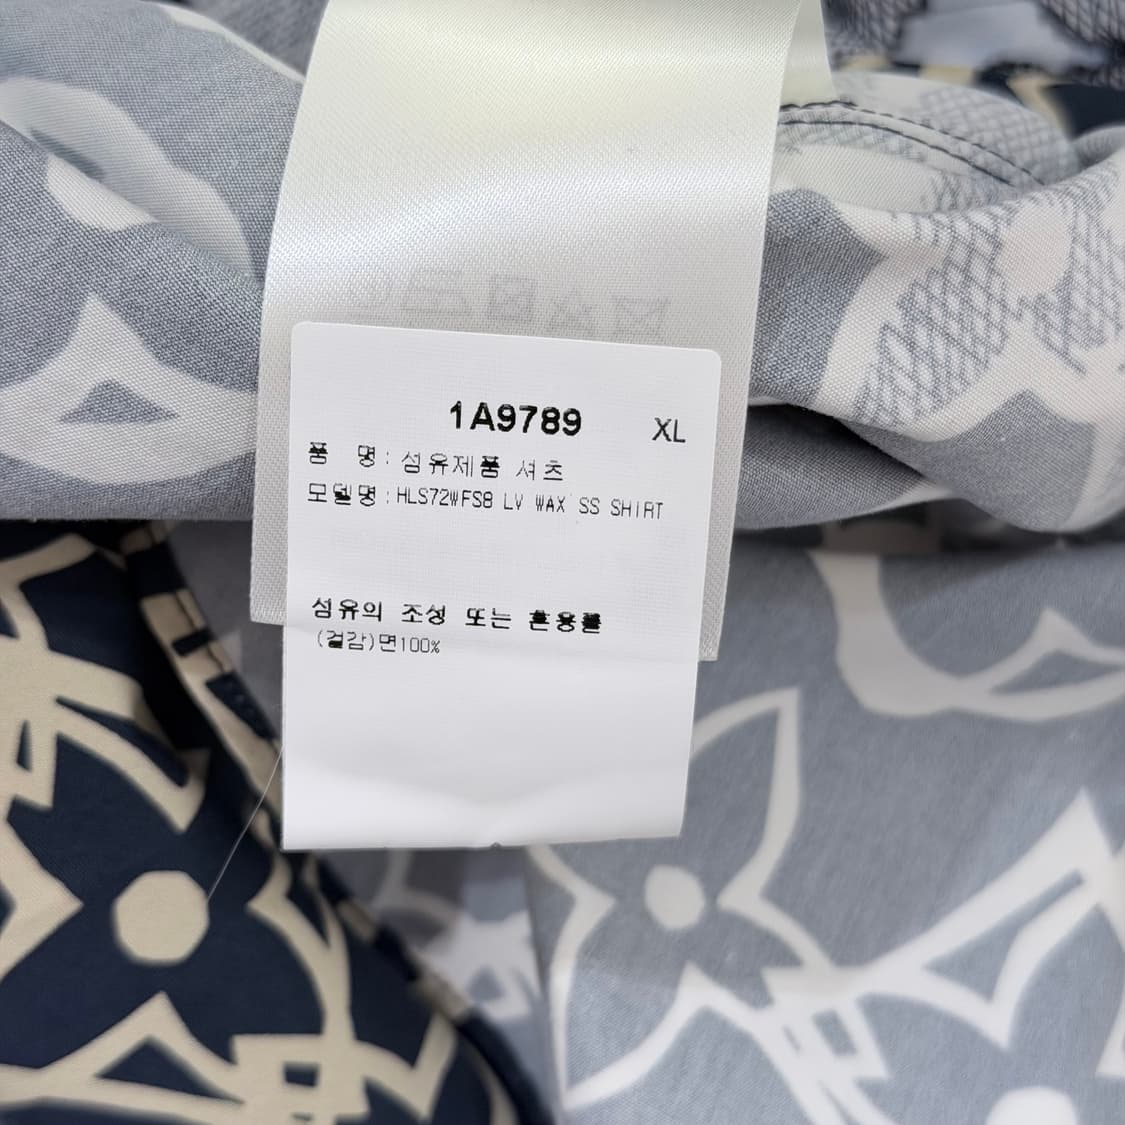 1A9789 XL
품 명 : 섬유제품 셔츠
모델명 : HLS72WFS8 LV WAX SS SHIRT
섬유의 조성 또는 혼용률
(겉감)면100%